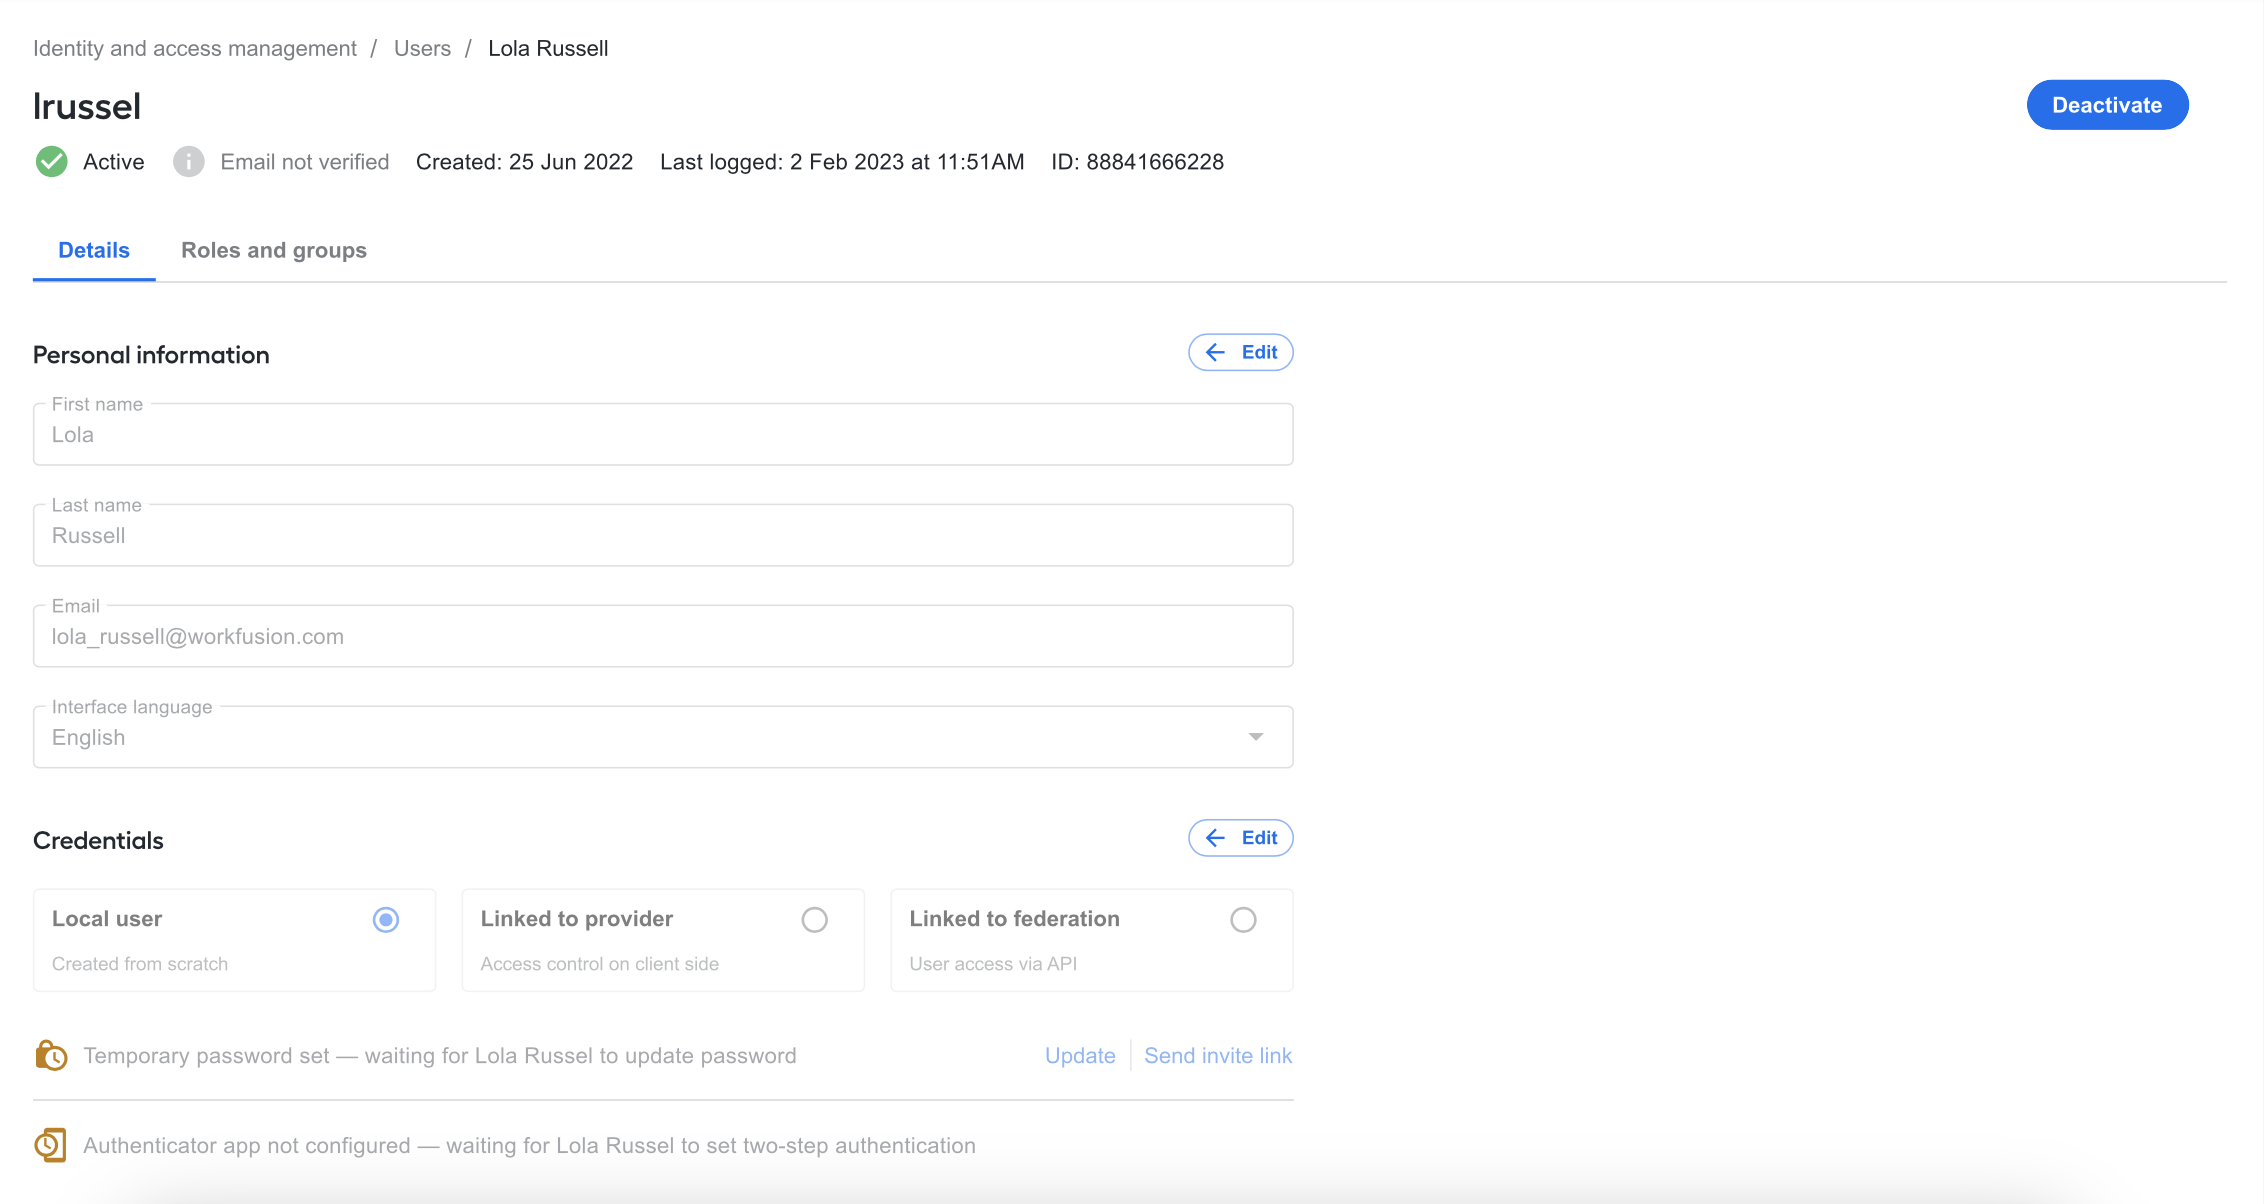 Identity and access management / Users / Lola Russell
lrussel
Deactivate
Active Email not verified Created: 25 Jun 2022 Last logged: 2 Feb 2023 at 11:51AM ID: 88841666228
Details Roles and groups
Personal information
Edit
First name
Lola
Last name
Russell
Email
lola_russell@workfusion.com
Interface language
English
Credentials
Edit
Local user
Created from scratch
Linked to provider
Access control on client side
Linked to federation
User access via API
Temporary password set — waiting for Lola Russel to update password
Update Send invite link
Authenticator app not configured — waiting for Lola Russel to set two-step authentication